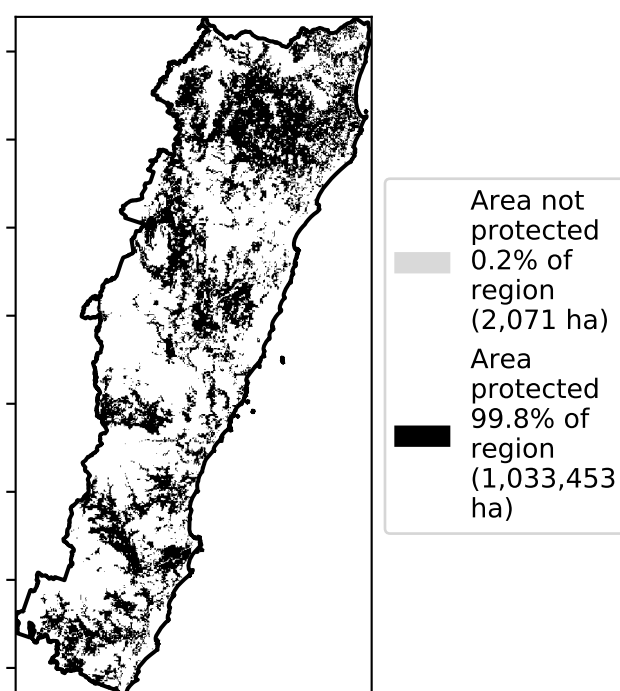 Area not
protected
0.2% of
region
(2,071 ha)
Area
protected
99.8% of
region
(1,033,453
ha)